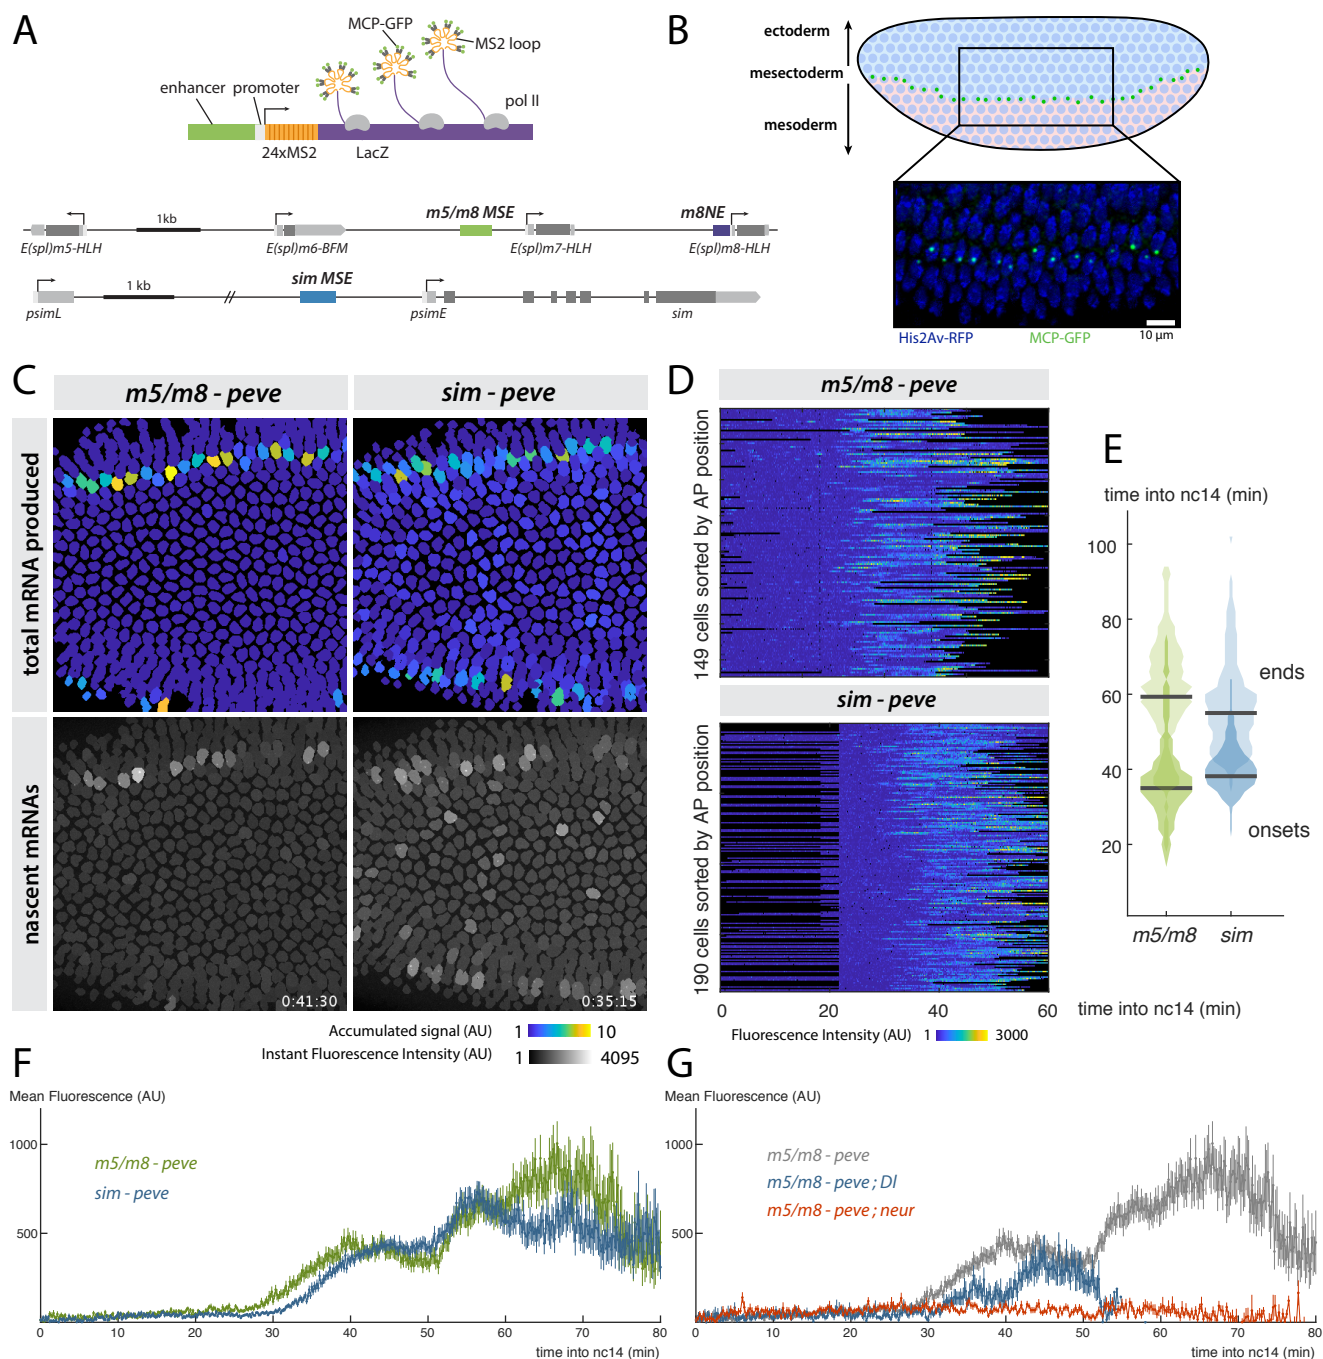 A
MCP-GFP
MS2 loop
enhancer
promoter
pol II
24xMS2
LacZ
1kb
m5/m8 MSE
m8NE
E(spl)m5-HLH
E(spl)m6-BFM
E(spl)m7-HLH
E(spl)m8-HLH
1 kb
sim MSE
psimL
psimE
sim
B
ectoderm
mesectoderm
mesoderm
10 µm
His2Av-RFP
MCP-GFP
C
m5/m8 - peve
sim - peve
total mRNA produced
nascent mRNAs
0:41:30
0:35:15
Accumulated signal (AU)
1
10
Instant Fluorescence Intensity (AU)
1
4095
D
m5/m8 - peve
149 cells sorted by AP position
sim - peve
190 cells sorted by AP position
0
20
40
60
time into nc14 (min)
Fluorescence Intensity (AU)
1
3000
E
time into nc14 (min)
100
80
60
40
20
ends
onsets
m5/m8
sim
F
Mean Fluorescence (AU)
1000
500
m5/m8 - peve
sim - peve
0
10
20
30
40
50
60
70
80
time into nc14 (min)
G
Mean Fluorescence (AU)
1000
500
m5/m8 - peve
m5/m8 - peve ; Dl
m5/m8 - peve ; neur
0
10
20
30
40
50
60
70
80
time into nc14 (min)